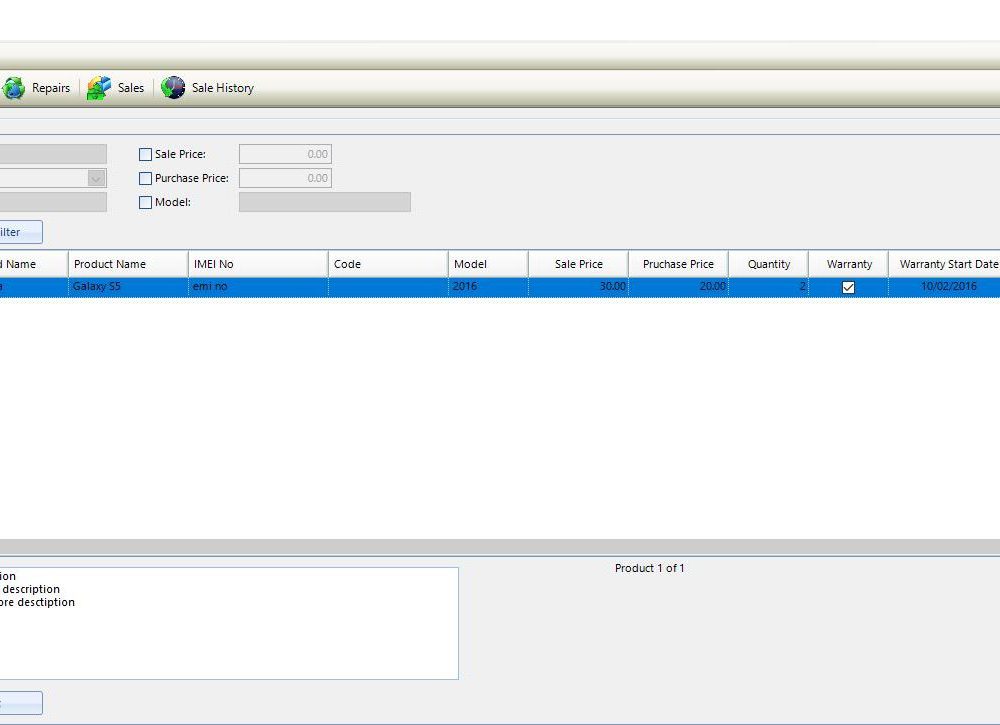 Repairs Sales Sale History
Sale Price: 0.00
Purchase Price: 0.00
Model:
ilter
d Name Product Name IMEI No Code Model Sale Price Pruchase Price Quantity Warranty Warranty Start Date
a Galaxy S5 emi no 2016 30.00 20.00 2 10/02/2016
Product 1 of 1
ion
description
ore desctiption